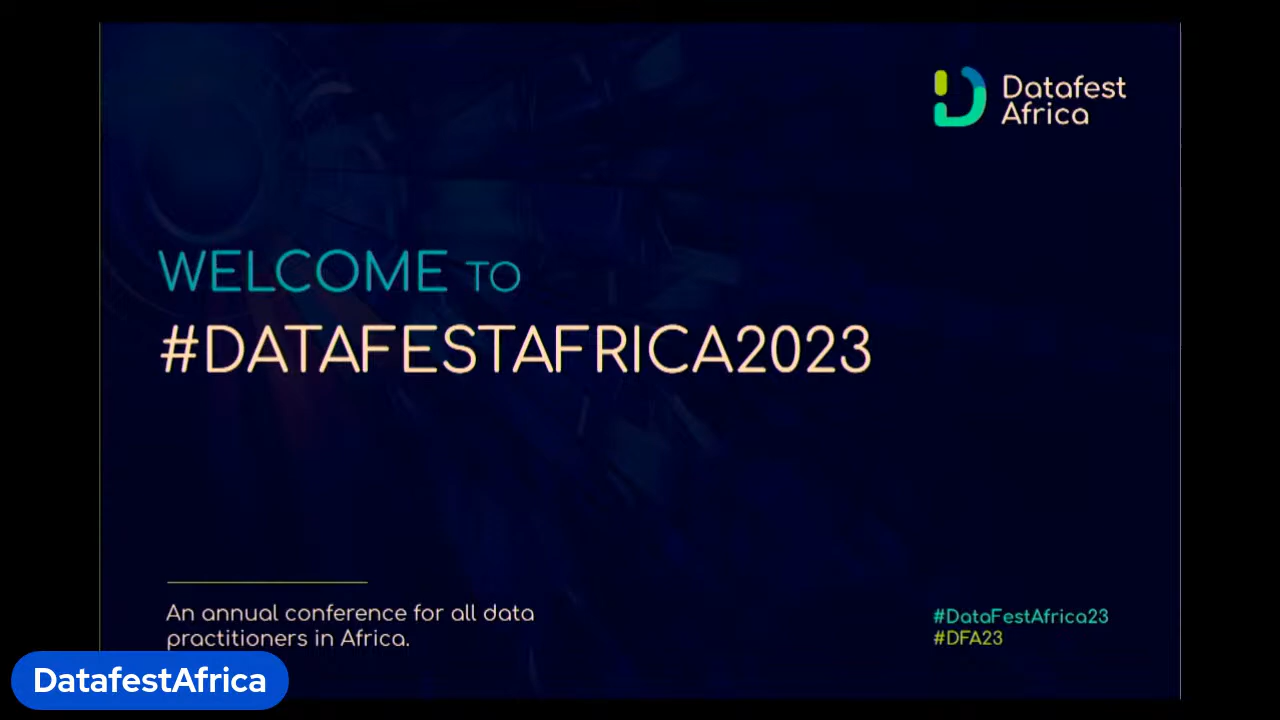 Datafest
Africa
WELCOME TO
#DATAFESTAFRICA2023
An annual conference for all data
practitioners in Africa.
#DataFestAfrica23
#DFA23
DatafestAfrica